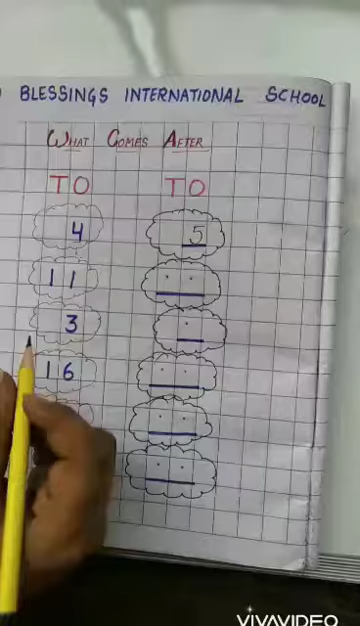 BLESSINGS INTERNATIONAL SCHOOL
WHAT COMES AFTER
TO TO
4 5
11
3
16
VIVAVIDEO